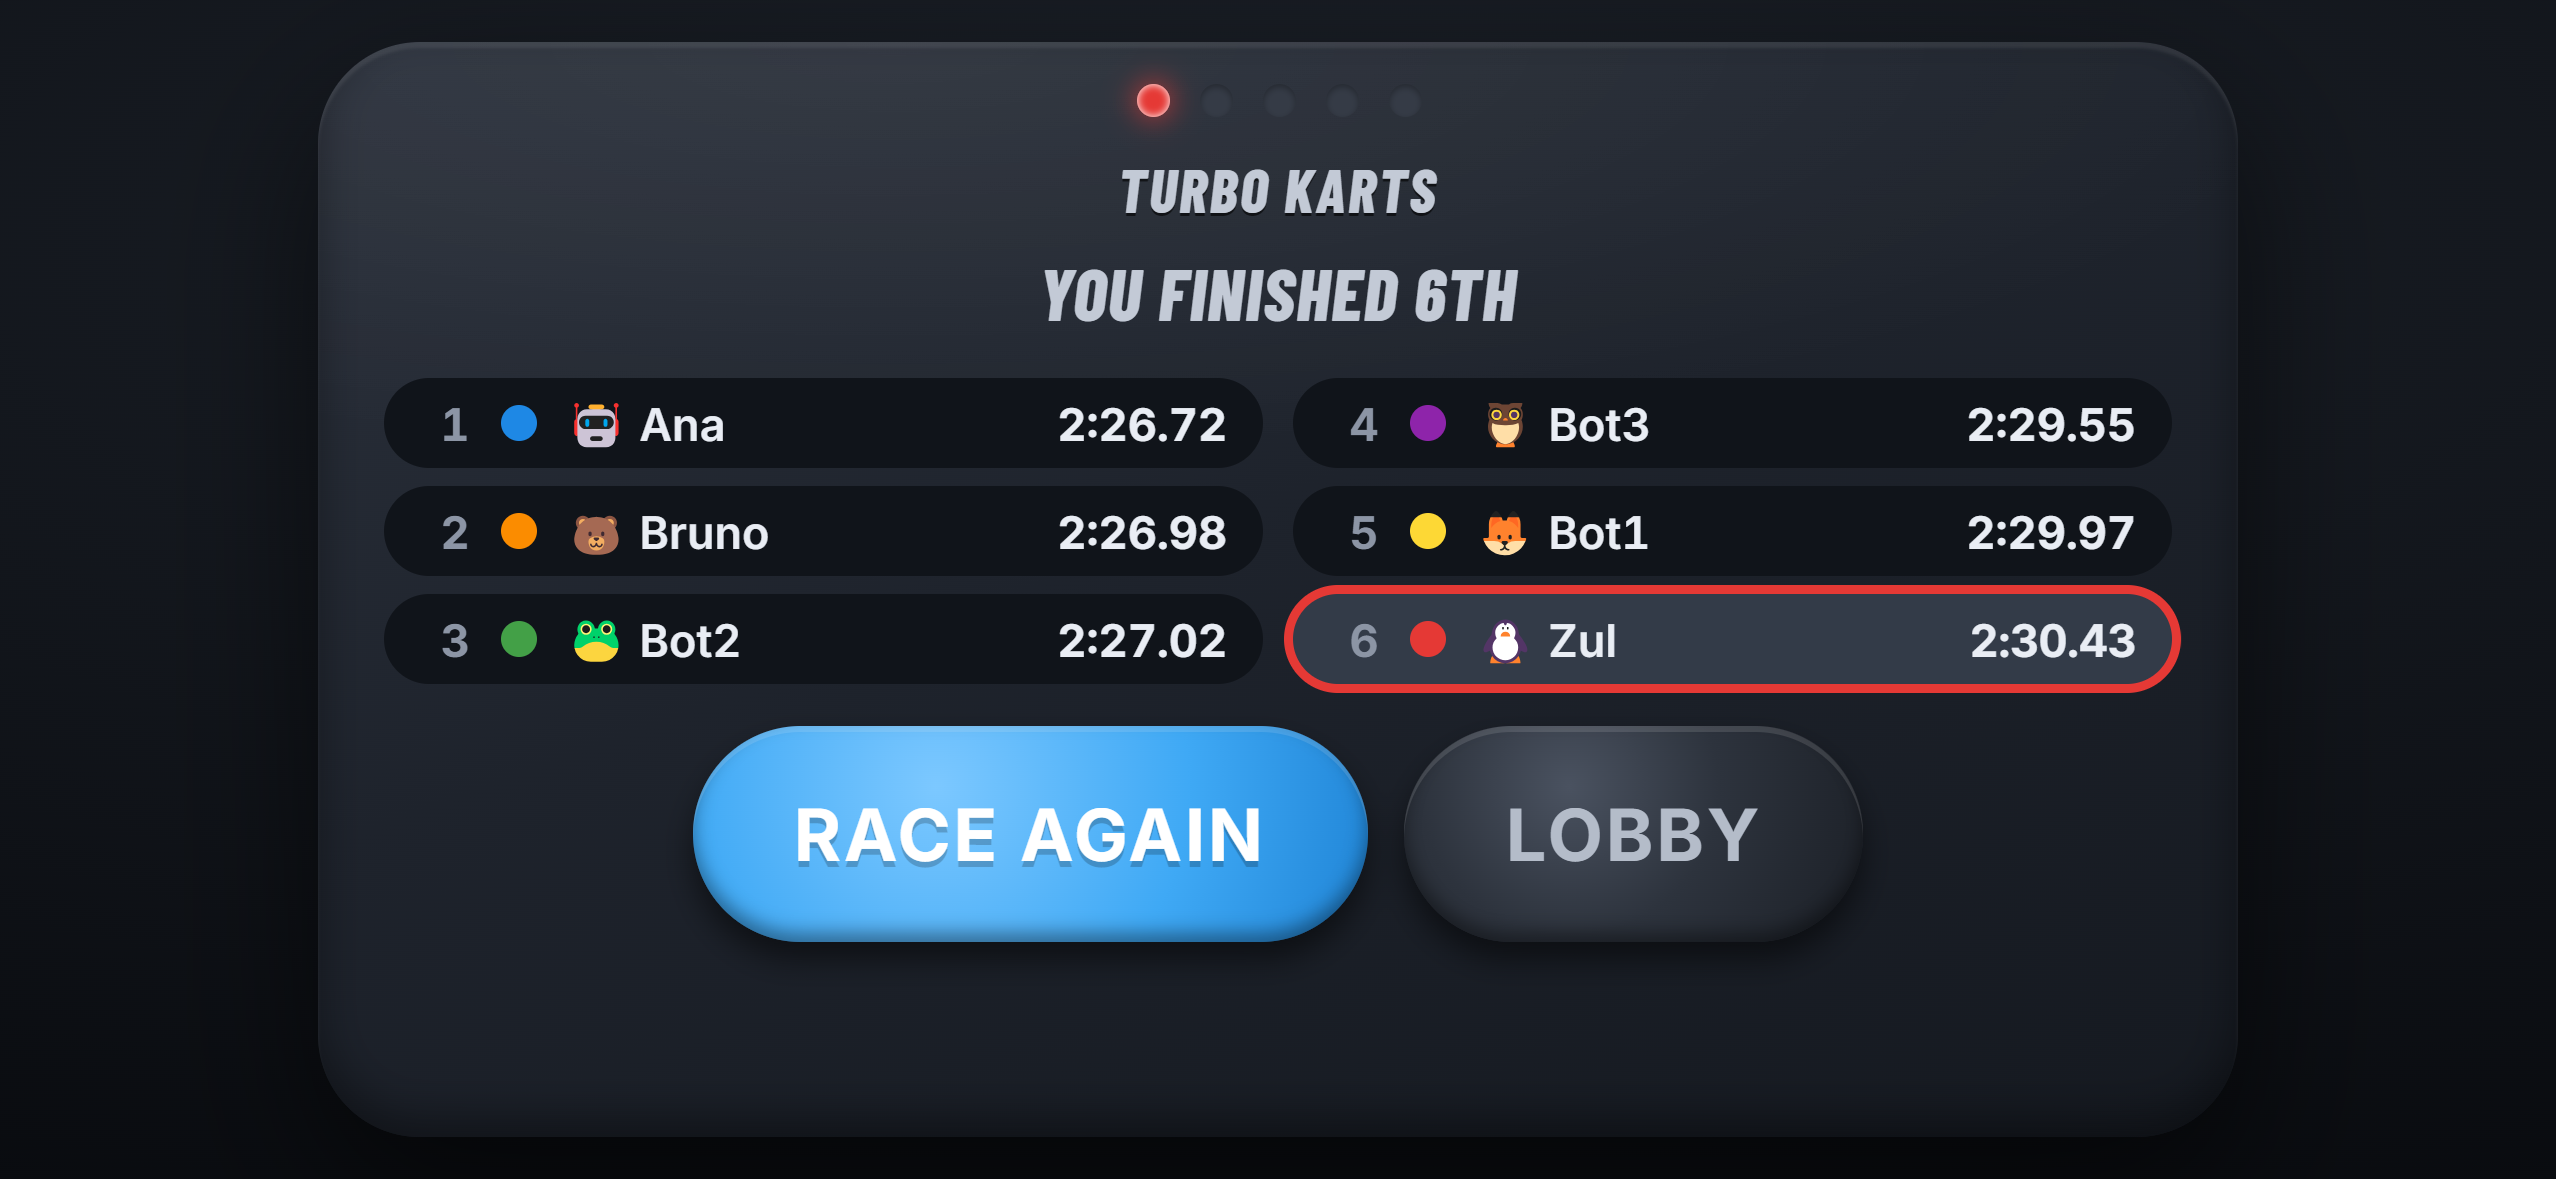 TURBO KARTS
YOU FINISHED 6TH
1 Ana 2:26.72
2 Bruno 2:26.98
3 Bot2 2:27.02
4 Bot3 2:29.55
5 Bot1 2:29.97
6 Zul 2:30.43
RACE AGAIN
LOBBY